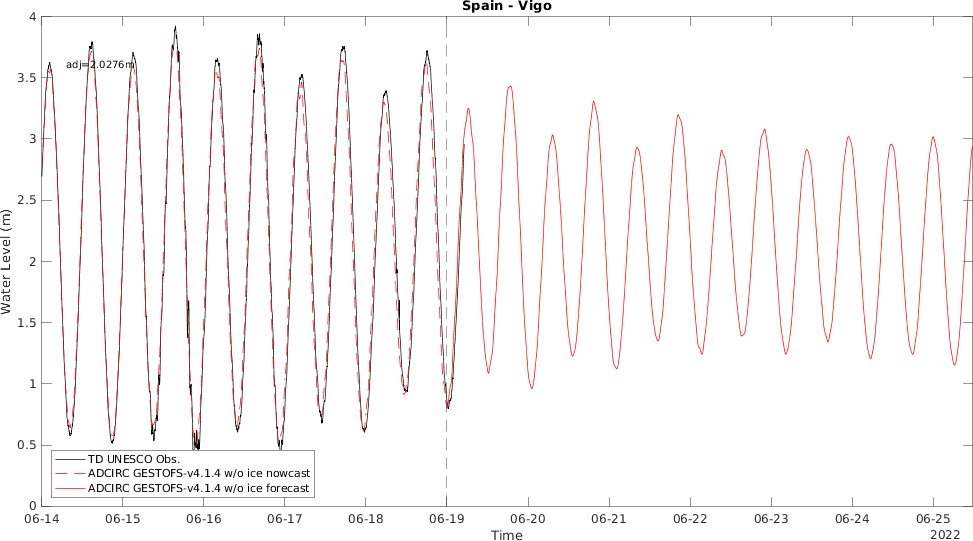 Spain - Vigo
adj=2.0276m
Water Level (m)
4
3.5
3
2.5
2
1.5
1
0.5
0
TD UNESCO Obs.
ADCIRC GESTOFS-v4.1.4 w/o ice nowcast
ADCIRC GESTOFS-v4.1.4 w/o ice forecast
06-14 06-15 06-16 06-17 06-18 06-19 06-20 06-21 06-22 06-23 06-24 06-25
2022
Time